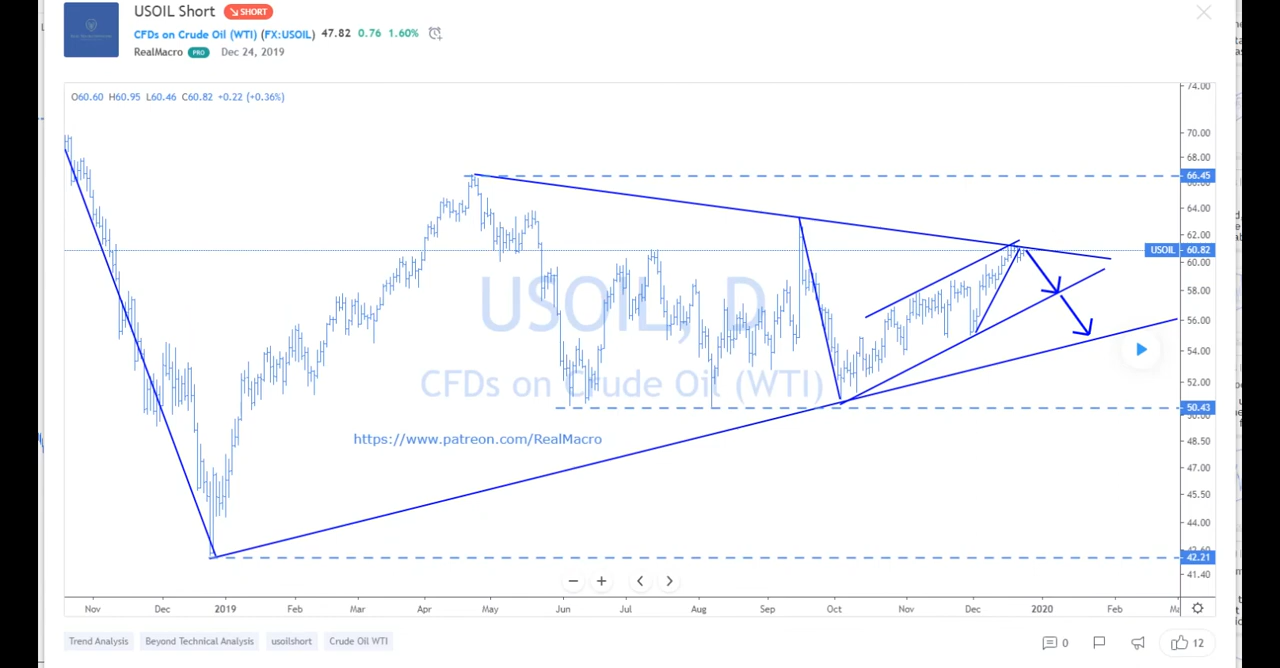 USOIL Short SHORT
CFDs on Crude Oil (WTI) (FX:USOIL) 47.82 0.76 1.60%
RealMacro PRO Dec 24, 2019
O60.60 H60.95 L60.46 C60.82 +0.22 (+0.36%)
74.00
70.00
68.00
66.45
64.00
62.00
USOIL 60.82
60.00
58.00
USOIL, D
56.00
54.00
CFDs on Crude Oil (WTI)
52.00
50.43
https://www.patreon.com/RealMacro
48.50
47.00
45.50
44.00
42.21
41.40
Nov Dec 2019 Feb Mar Apr May Jun Jul Aug Sep Oct Nov Dec 2020 Feb
Trend Analysis Beyond Technical Analysis usoilshort Crude Oil WTI 0 12